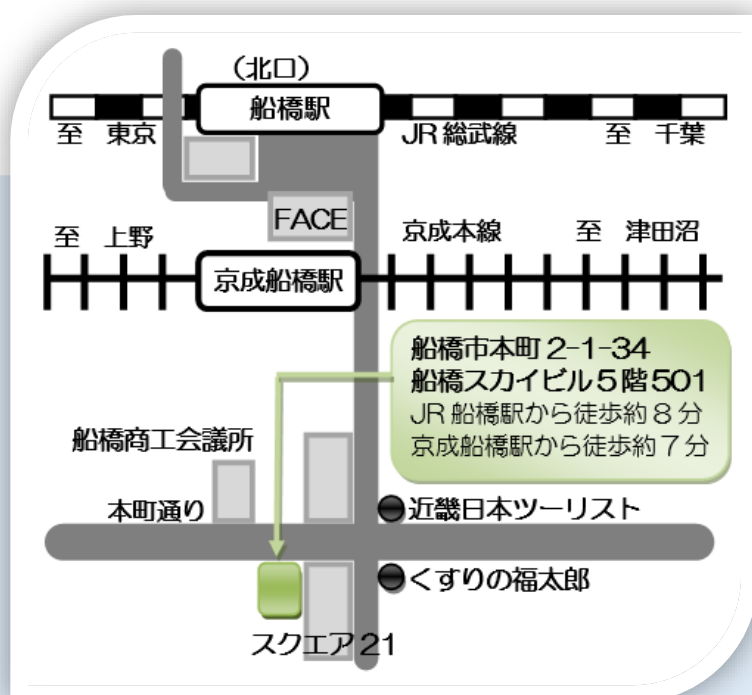 (北口)
船橋駅
至 東京
JR総武線
至 千葉
FACE
至 上野
京成本線
至 津田沼
京成船橋駅
船橋市本町2-1-34
船橋スカイビル5階501
JR船橋駅から徒歩約8分
京成船橋駅から徒歩約7分
船橋商工会議所
本町通り
近畿日本ツーリスト
くすりの福太郎
スクエア21